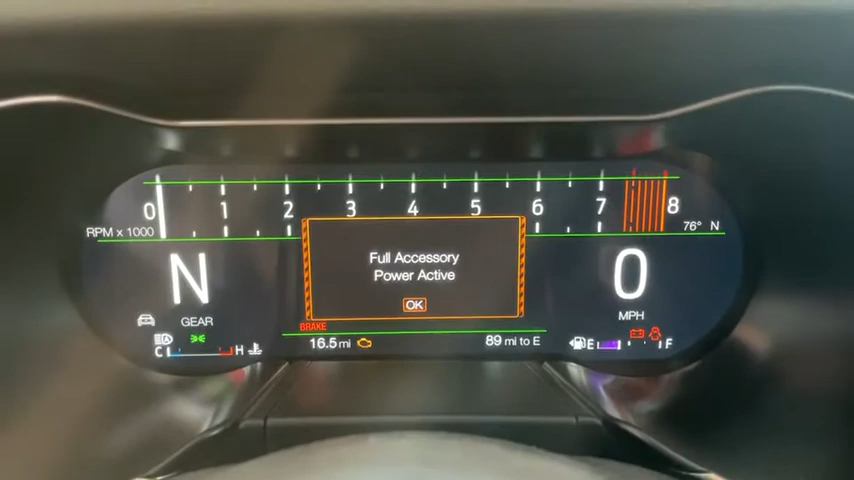 0 1 2 3 4 5 6 7 8
RPM x 1000
76° N
Full Accessory
Power Active
OK
N
GEAR
0
MPH
BRAKE
16.5 mi
89 mi to E
C H
E F